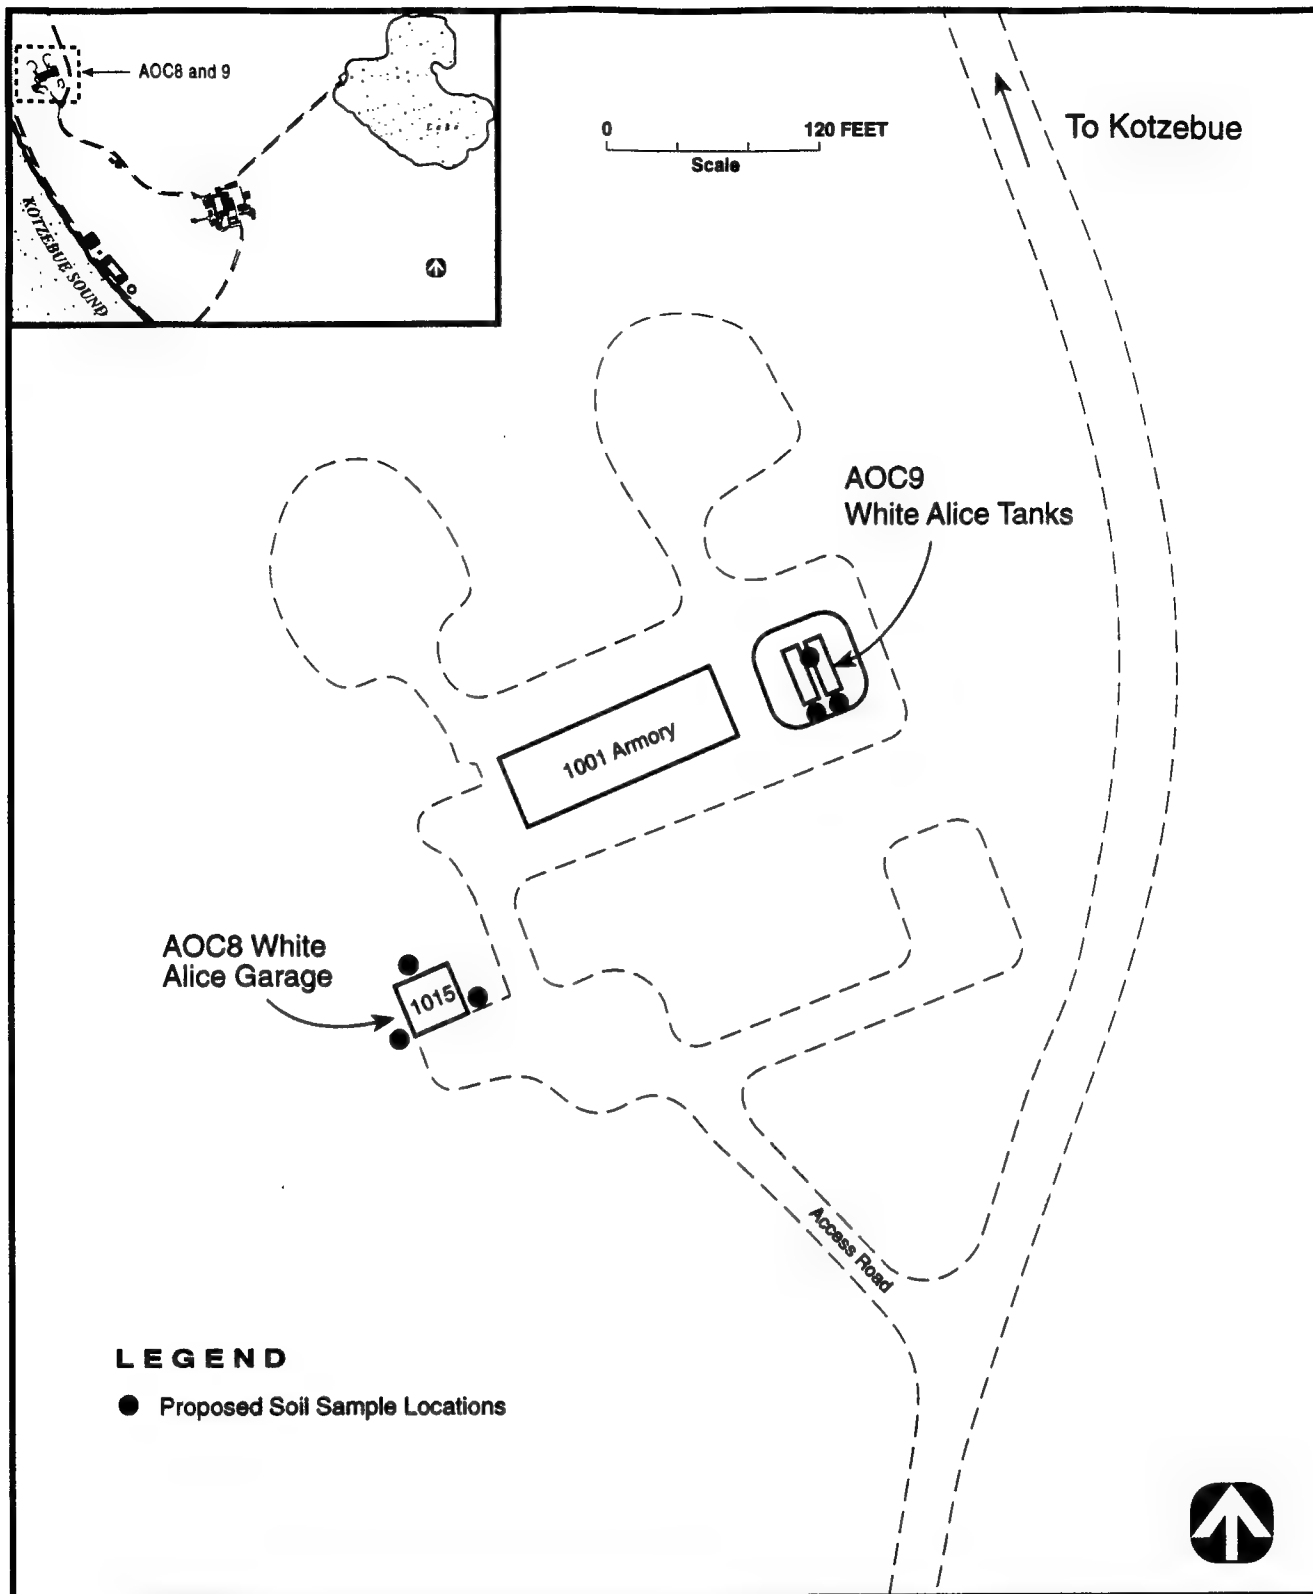 AOC8 and 9
Lake
KOTZEBUE SOUND
0 120 FEET
Scale
To Kotzebue
AOC9
White Alice Tanks
1001 Armory
AOC8 White
Alice Garage
1015
Access Road
LEGEND
Proposed Soil Sample Locations